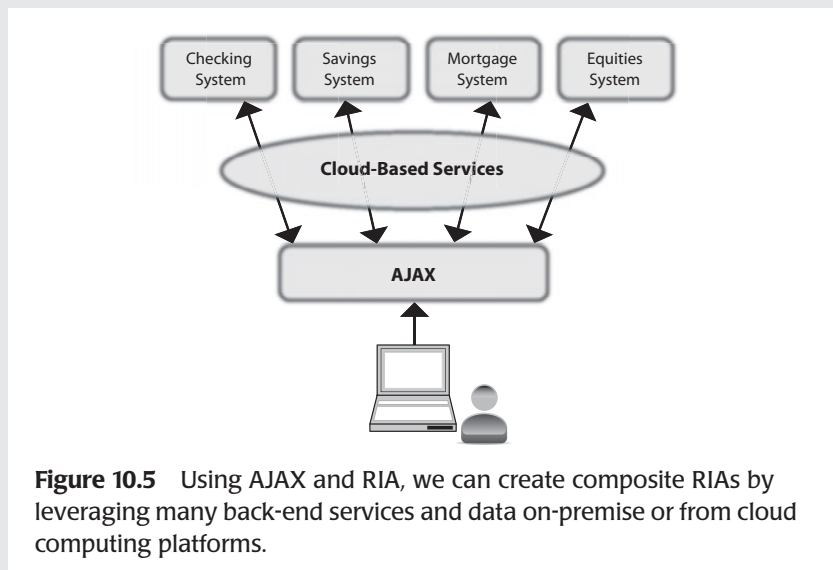 Checking
System
Savings
System
Mortgage
System
Equities
System
Cloud-Based Services
AJAX
Figure 10.5 Using AJAX and RIA, we can create composite RIAs by
leveraging many back-end services and data on-premise or from cloud
computing platforms.